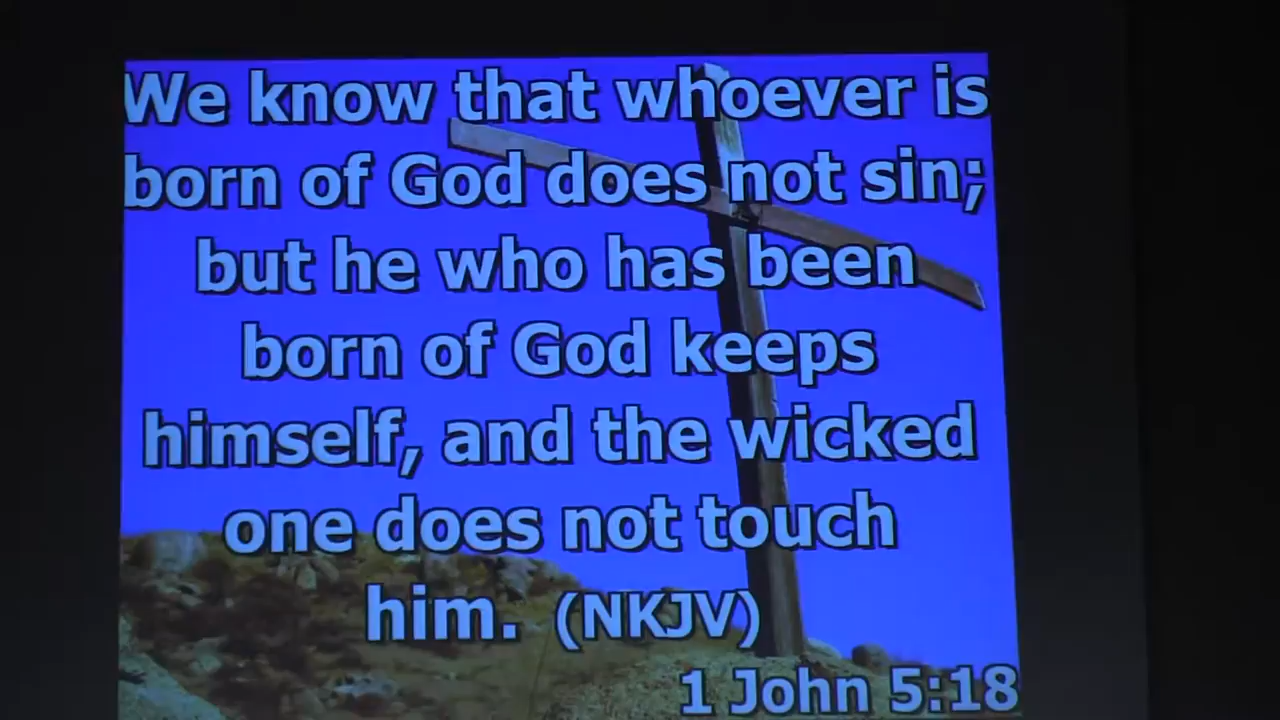 We know that whoever is
born of God does not sin;
but he who has been
born of God keeps
himself, and the wicked
one does not touch
him. (NKJV)
1 John 5:18